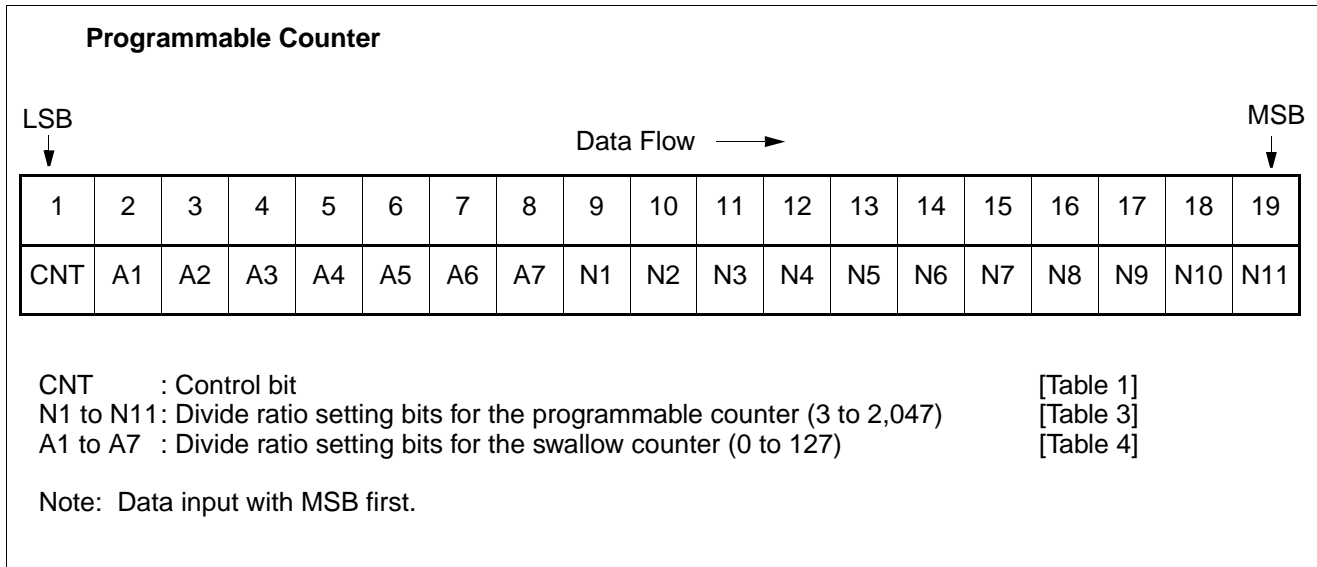 Programmable Counter
LSB
MSB
Data Flow
1 2 3 4 5 6 7 8 9 10 11 12 13 14 15 16 17 18 19
CNT A1 A2 A3 A4 A5 A6 A7 N1 N2 N3 N4 N5 N6 N7 N8 N9 N10 N11
CNT : Control bit [Table 1]
N1 to N11: Divide ratio setting bits for the programmable counter (3 to 2,047) [Table 3]
A1 to A7 : Divide ratio setting bits for the swallow counter (0 to 127) [Table 4]
Note: Data input with MSB first.